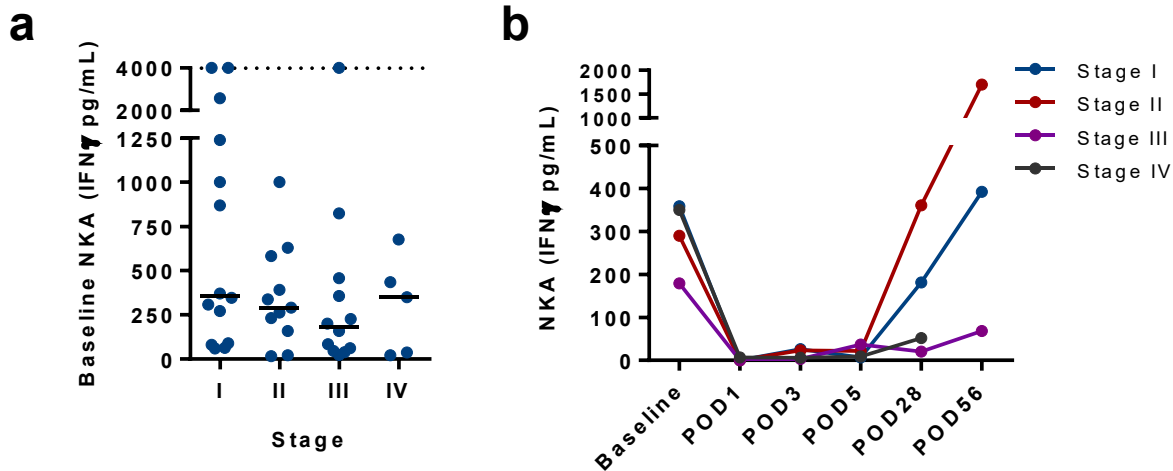 a
Baseline NKA (IFNγ pg/mL)
4000
2000
1250
1000
750
500
250
0
I II III IV
Stage
b
NKA (IFNγ pg/mL)
2000
1500
1000
500
400
300
200
100
0
Baseline POD1 POD3 POD5 POD28 POD56
Stage I
Stage II
Stage III
Stage IV